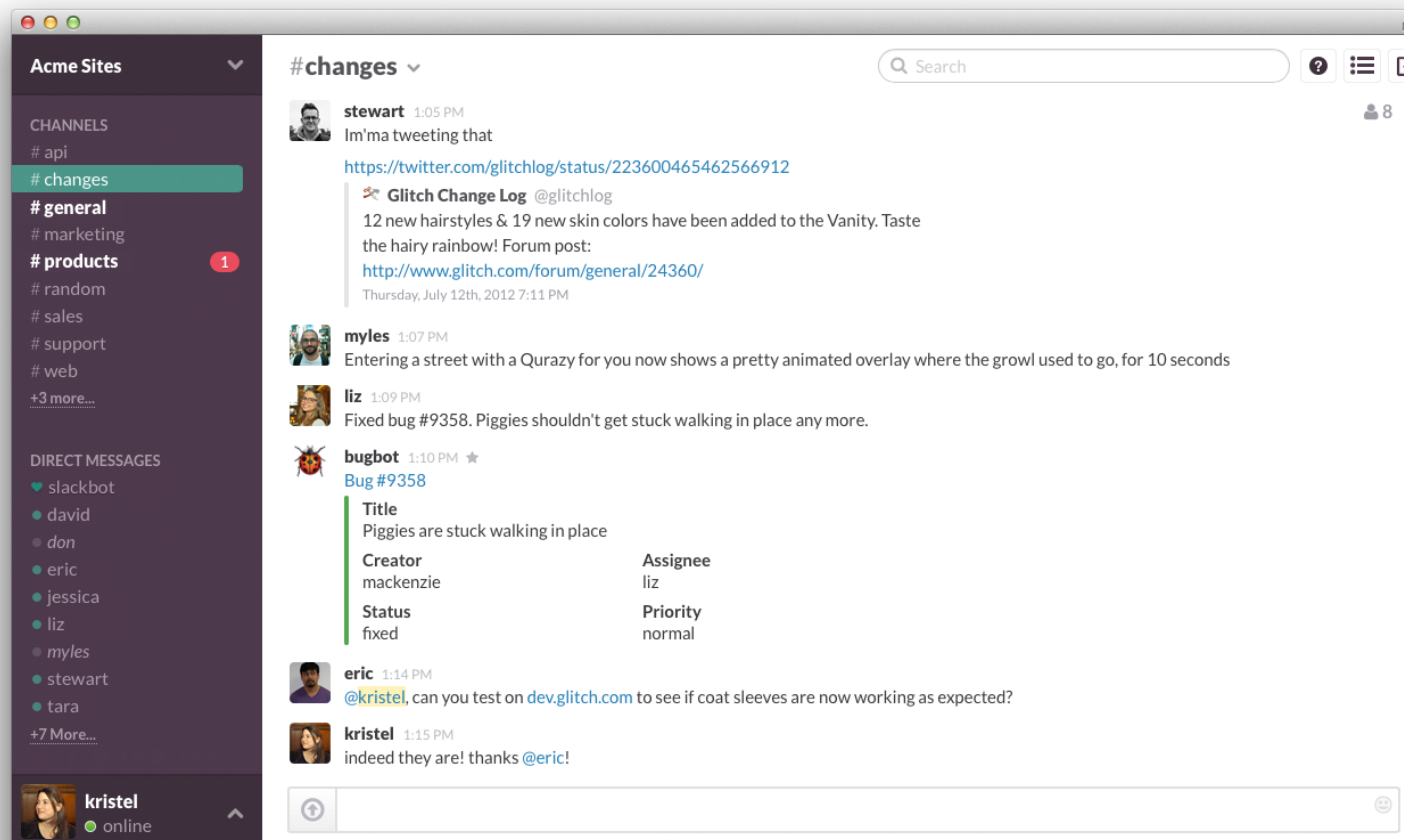 Acme Sites
CHANNELS
# api
# changes
# general
# marketing
# products 1
# random
# sales
# support
# web
+3 more...
DIRECT MESSAGES
slackbot
david
don
eric
jessica
liz
myles
stewart
tara
+7 More...
kristel
online
#changes
Search
8
stewart 1:05 PM
Im'ma tweeting that
https://twitter.com/glitchlog/status/223600465462566912
Glitch Change Log @glitchlog
12 new hairstyles & 19 new skin colors have been added to the Vanity. Taste
the hairy rainbow! Forum post:
http://www.glitch.com/forum/general/24360/
Thursday, July 12th, 2012 7:11 PM
myles 1:07 PM
Entering a street with a Qurazy for you now shows a pretty animated overlay where the growl used to go, for 10 seconds
liz 1:09 PM
Fixed bug #9358. Piggies shouldn't get stuck walking in place any more.
bugbot 1:10 PM
Bug #9358
Title
Piggies are stuck walking in place
Creator Assignee
mackenzie liz
Status Priority
fixed normal
eric 1:14 PM
@kristel, can you test on dev.glitch.com to see if coat sleeves are now working as expected?
kristel 1:15 PM
indeed they are! thanks @eric!